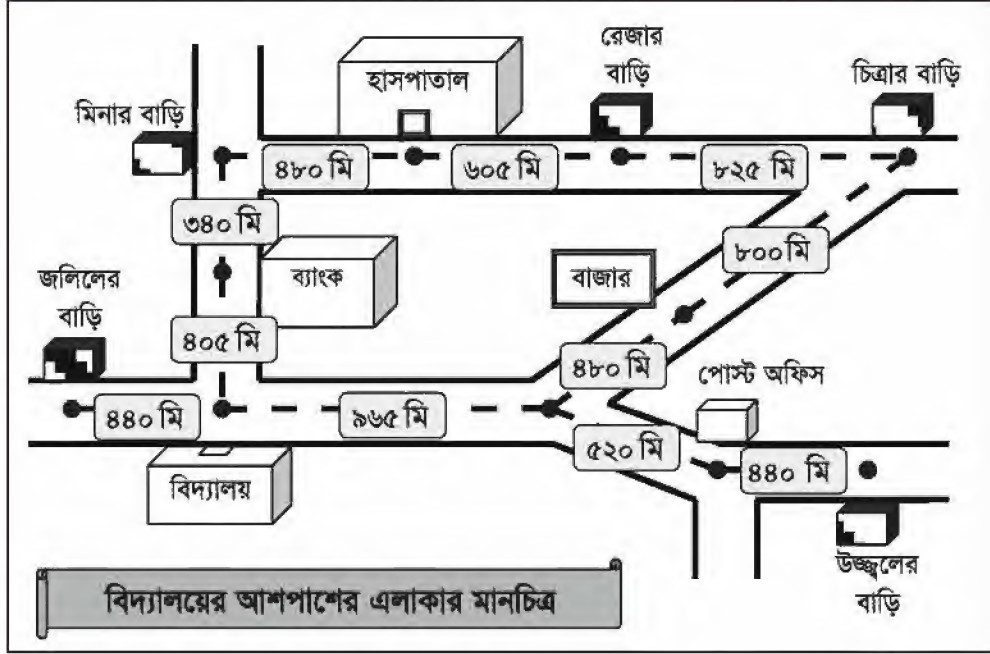 রেজার
বাড়ি
হাসপাতাল
চিত্রার বাড়ি
মিনার বাড়ি
৪৮০ মি
৬০৫ মি
৮২৫ মি
৩৪০ মি
৮০০ মি
জলিলের
বাড়ি
ব্যাংক
বাজার
৪০৫ মি
৪৮০ মি
পোস্ট অফিস
৪৪০ মি
৯৬৫ মি
৫২০ মি
৪৪০ মি
বিদ্যালয়
উজ্জ্বলের
বাড়ি
বিদ্যালয়ের আশপাশের এলাকার মানচিত্র